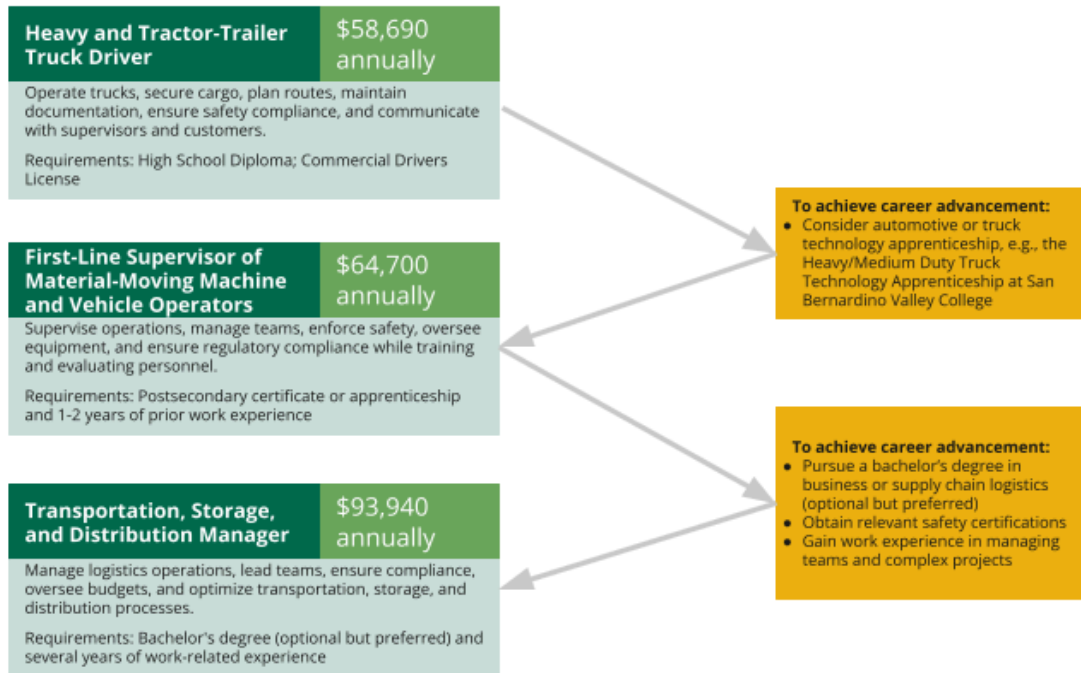 Heavy and Tractor-Trailer
Truck Driver
$58,690
annually
Operate trucks, secure cargo, plan routes, maintain
documentation, ensure safety compliance, and communicate
with supervisors and customers.
Requirements: High School Diploma; Commercial Drivers
License
To achieve career advancement:
● Consider automotive or truck
technology apprenticeship, e.g., the
Heavy/Medium Duty Truck
Technology Apprenticeship at San
Bernardino Valley College
First-Line Supervisor of
Material-Moving Machine
and Vehicle Operators
$64,700
annually
Supervise operations, manage teams, enforce safety, oversee
equipment, and ensure regulatory compliance while training
and evaluating personnel.
Requirements: Postsecondary certificate or apprenticeship
and 1-2 years of prior work experience
To achieve career advancement:
● Pursue a bachelor's degree in
business or supply chain logistics
(optional but preferred)
● Obtain relevant safety certifications
● Gain work experience in managing
teams and complex projects
Transportation, Storage,
and Distribution Manager
$93,940
annually
Manage logistics operations, lead teams, ensure compliance,
oversee budgets, and optimize transportation, storage, and
distribution processes.
Requirements: Bachelor's degree (optional but preferred) and
several years of work-related experience